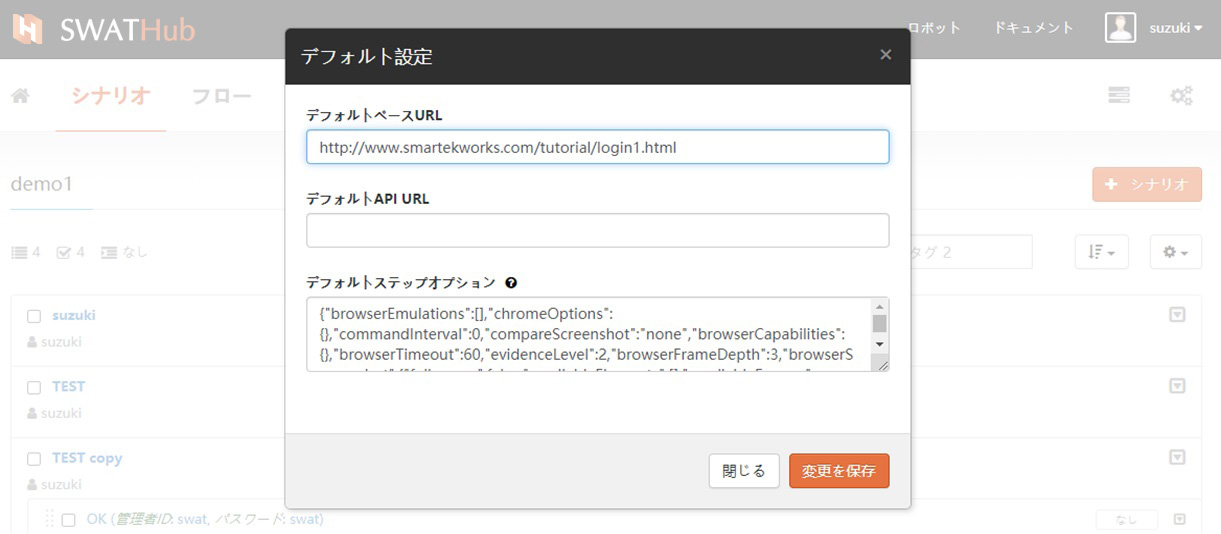 SWATHub
ロボット
ドキュメント
suzuki
デフォルト設定
×
シナリオ
フロー
デフォルトベースURL
http://www.smartekworks.com/tutorial/login1.html
demo1
+ シナリオ
デフォルトAPI URL
4
4
なし
タグ 2
デフォルトステップオプション
{"browserEmulations":[],"chromeOptions":
{},"commandInterval":0,"compareScreenshot":"none","browserCapabilities":
{},"browserTimeout":60,"evidenceLevel":2,"browserFrameDepth":3,"browserS
suzuki
suzuki
TEST
suzuki
TEST copy
suzuki
閉じる
変更を保存
OK (管理者ID: swat, パスワード: swat)
なし